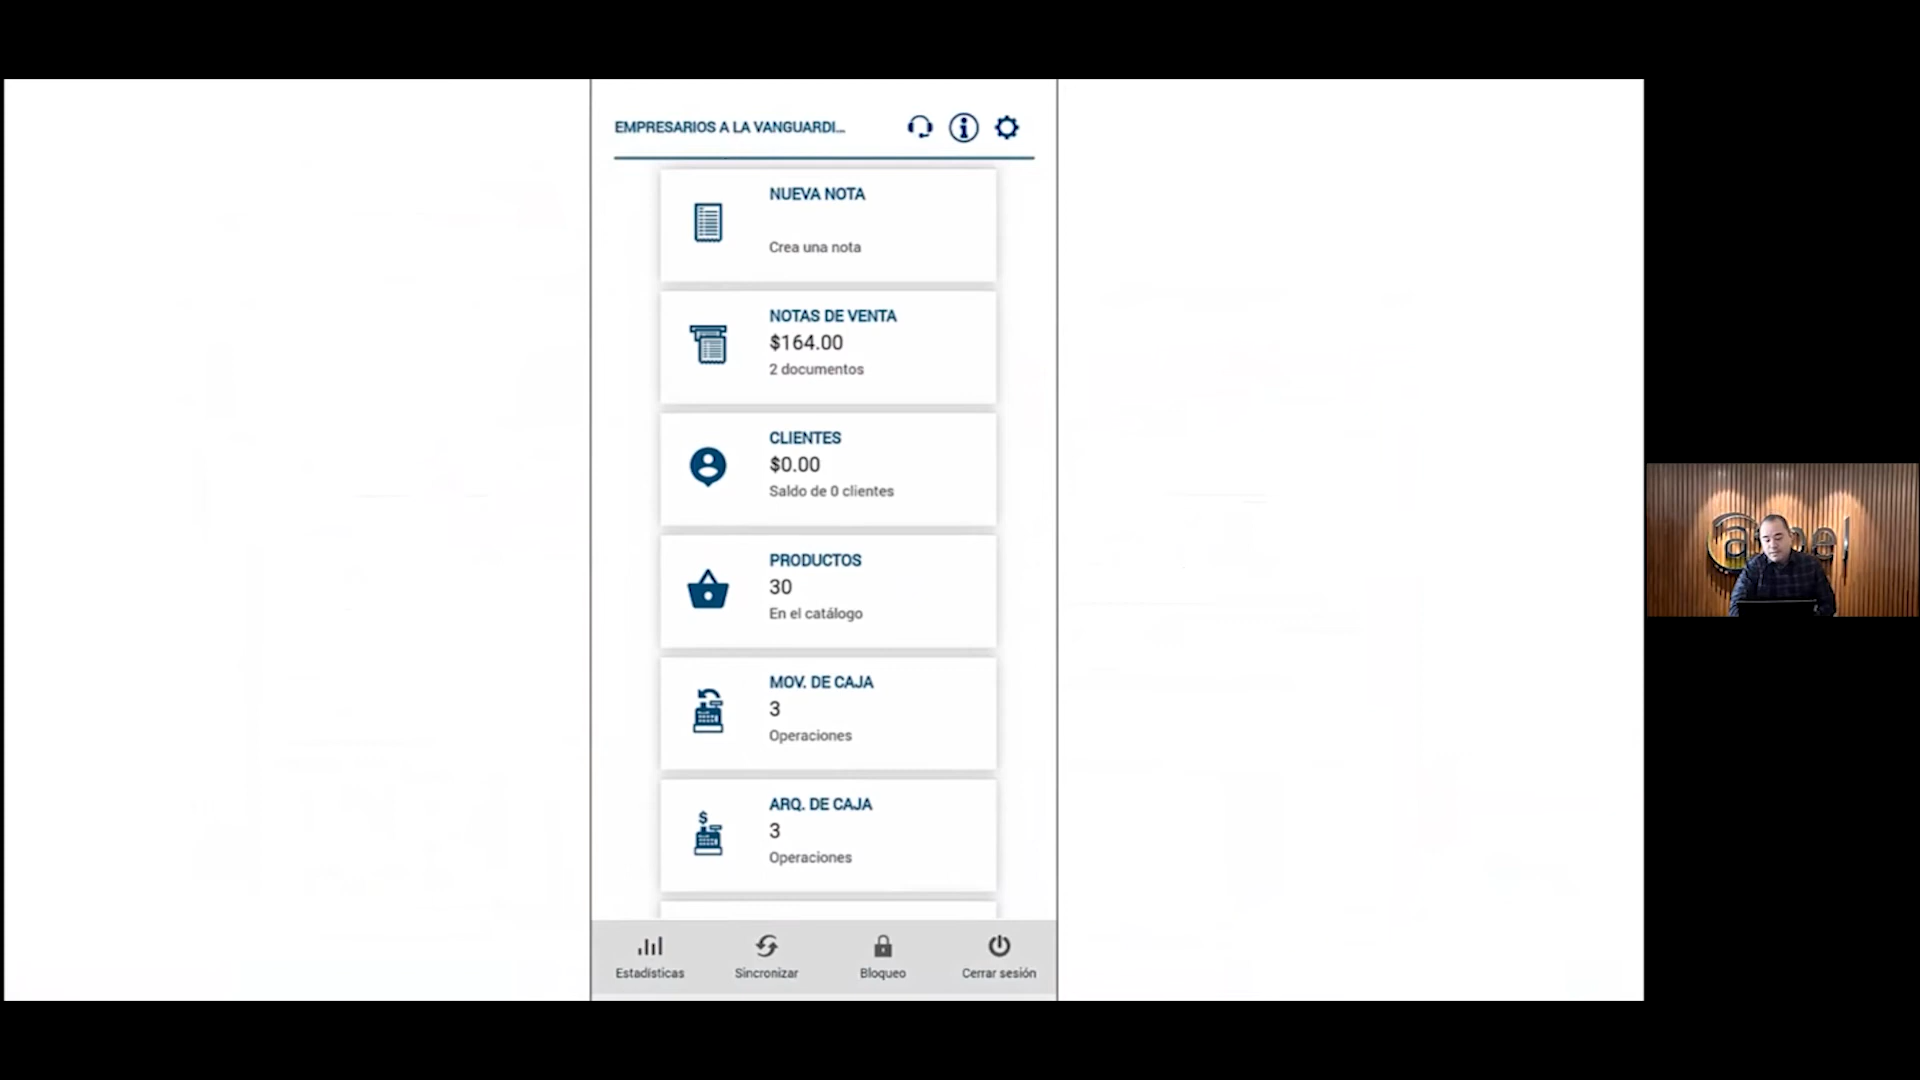 EMPRESARIOS A LA VANGUARDI...
NUEVA NOTA
Crea una nota
NOTAS DE VENTA
$164.00
2 documentos
CLIENTES
$0.00
Saldo de 0 clientes
PRODUCTOS
30
En el catálogo
MOV. DE CAJA
3
Operaciones
ARQ. DE CAJA
3
Operaciones
Estadísticas
Sincronizar
Bloqueo
Cerrar sesión